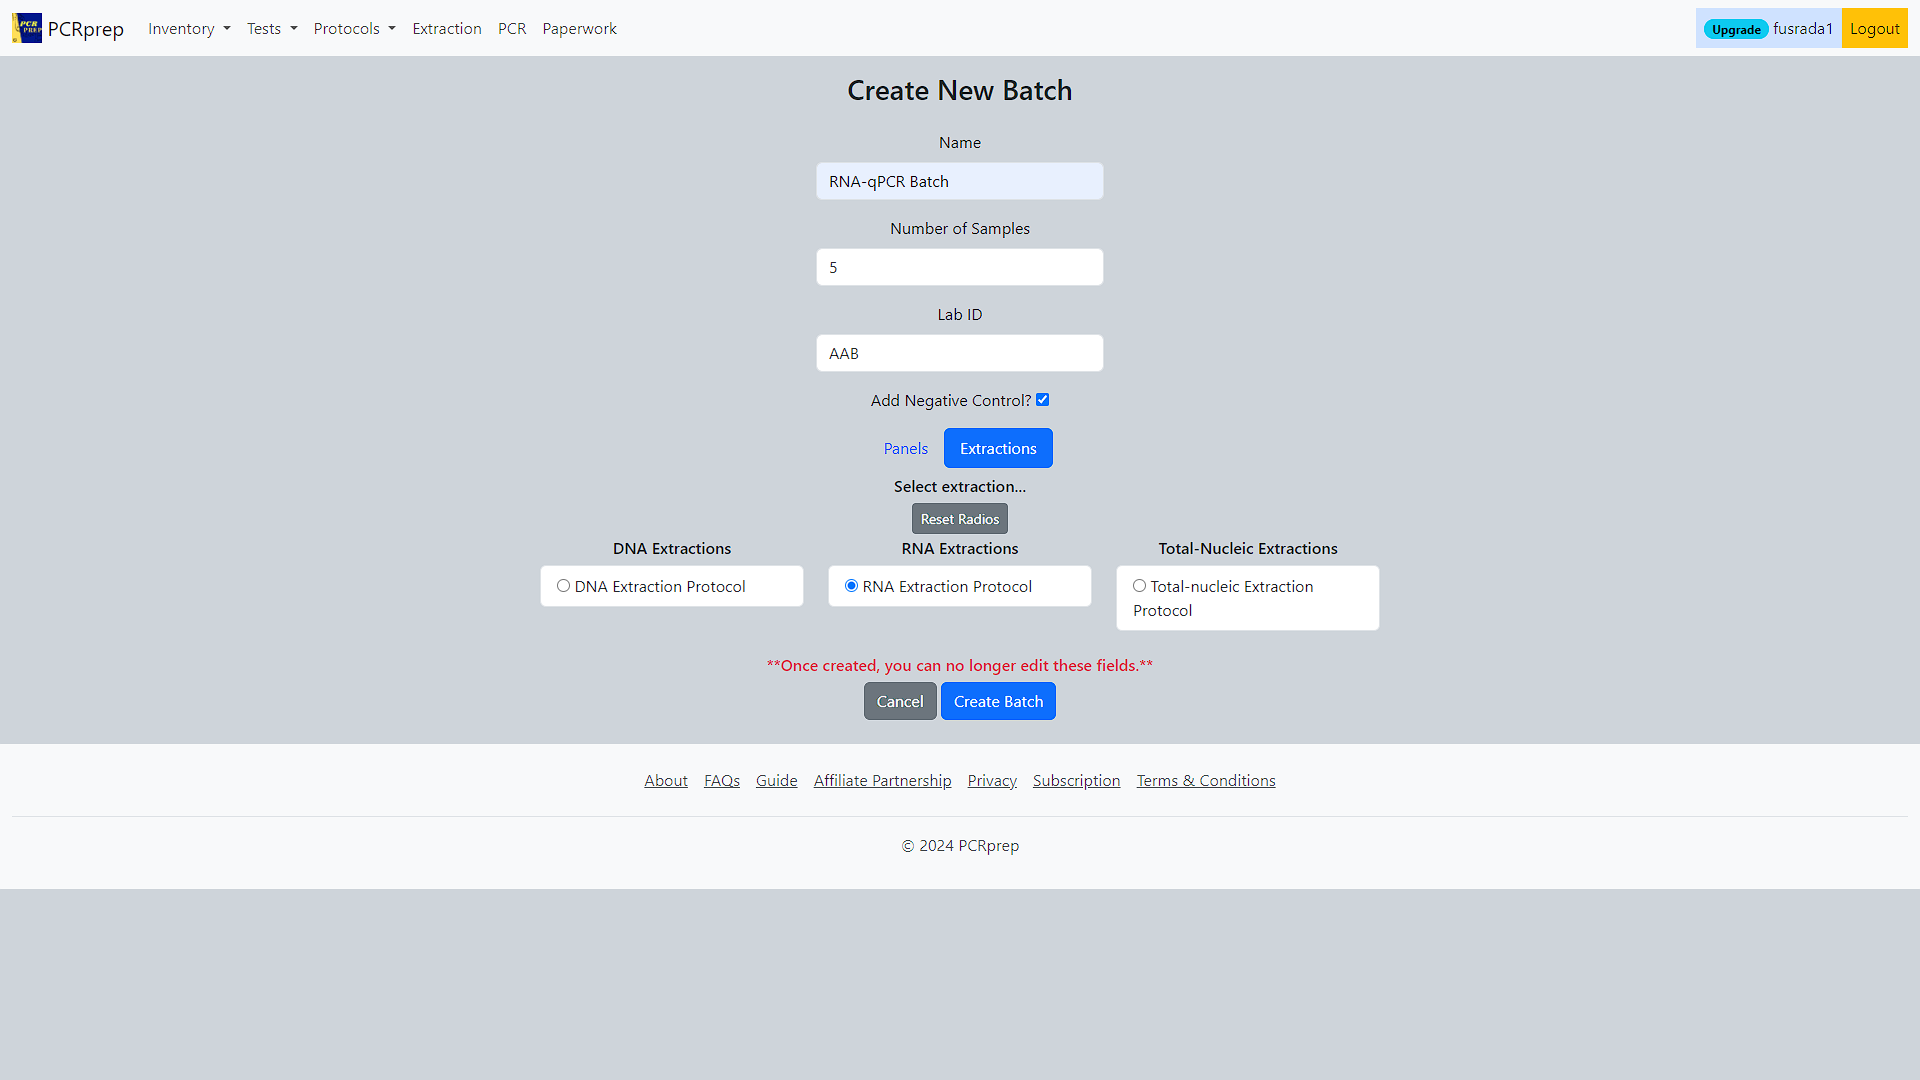 PCR PREP PCRprep Inventory Tests Protocols Extraction PCR Paperwork Upgrade fusrada1 Logout
Create New Batch
Name
RNA-qPCR Batch
Number of Samples
5
Lab ID
AAB
Add Negative Control?
Panels Extractions
Select extraction...
Reset Radios
DNA Extractions RNA Extractions Total-Nucleic Extractions
DNA Extraction Protocol RNA Extraction Protocol Total-nucleic Extraction
Protocol
**Once created, you can no longer edit these fields.**
Cancel Create Batch
About FAQs Guide Affiliate Partnership Privacy Subscription Terms & Conditions
© 2024 PCRprep